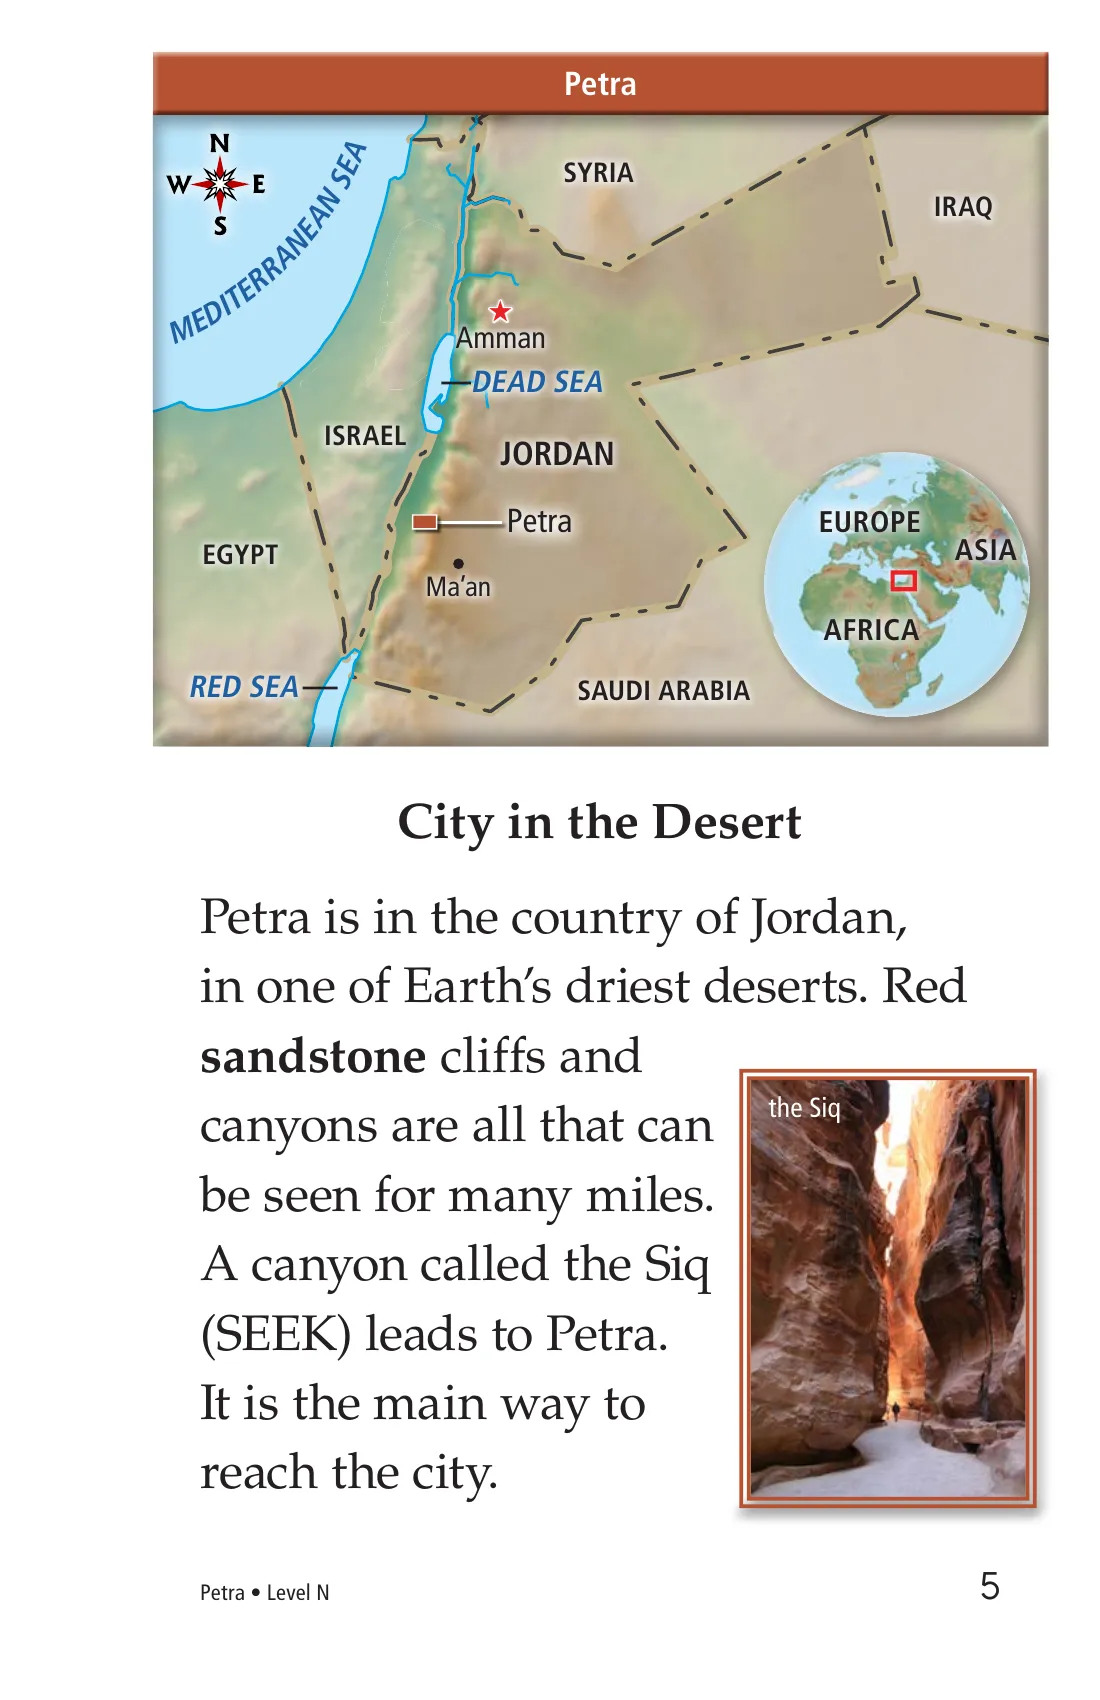 Petra
N
W E
S
MEDITERRANEAN SEA
SYRIA
IRAQ
Amman
DEAD SEA
ISRAEL
JORDAN
Petra
EGYPT
Ma’an
RED SEA
SAUDI ARABIA
EUROPE
ASIA
AFRICA
City in the Desert
Petra is in the country of Jordan,
in one of Earth’s driest deserts. Red
sandstone cliffs and
canyons are all that can
be seen for many miles.
A canyon called the Siq
(SEEK) leads to Petra.
It is the main way to
reach the city.
the Siq
Petra • Level N
5